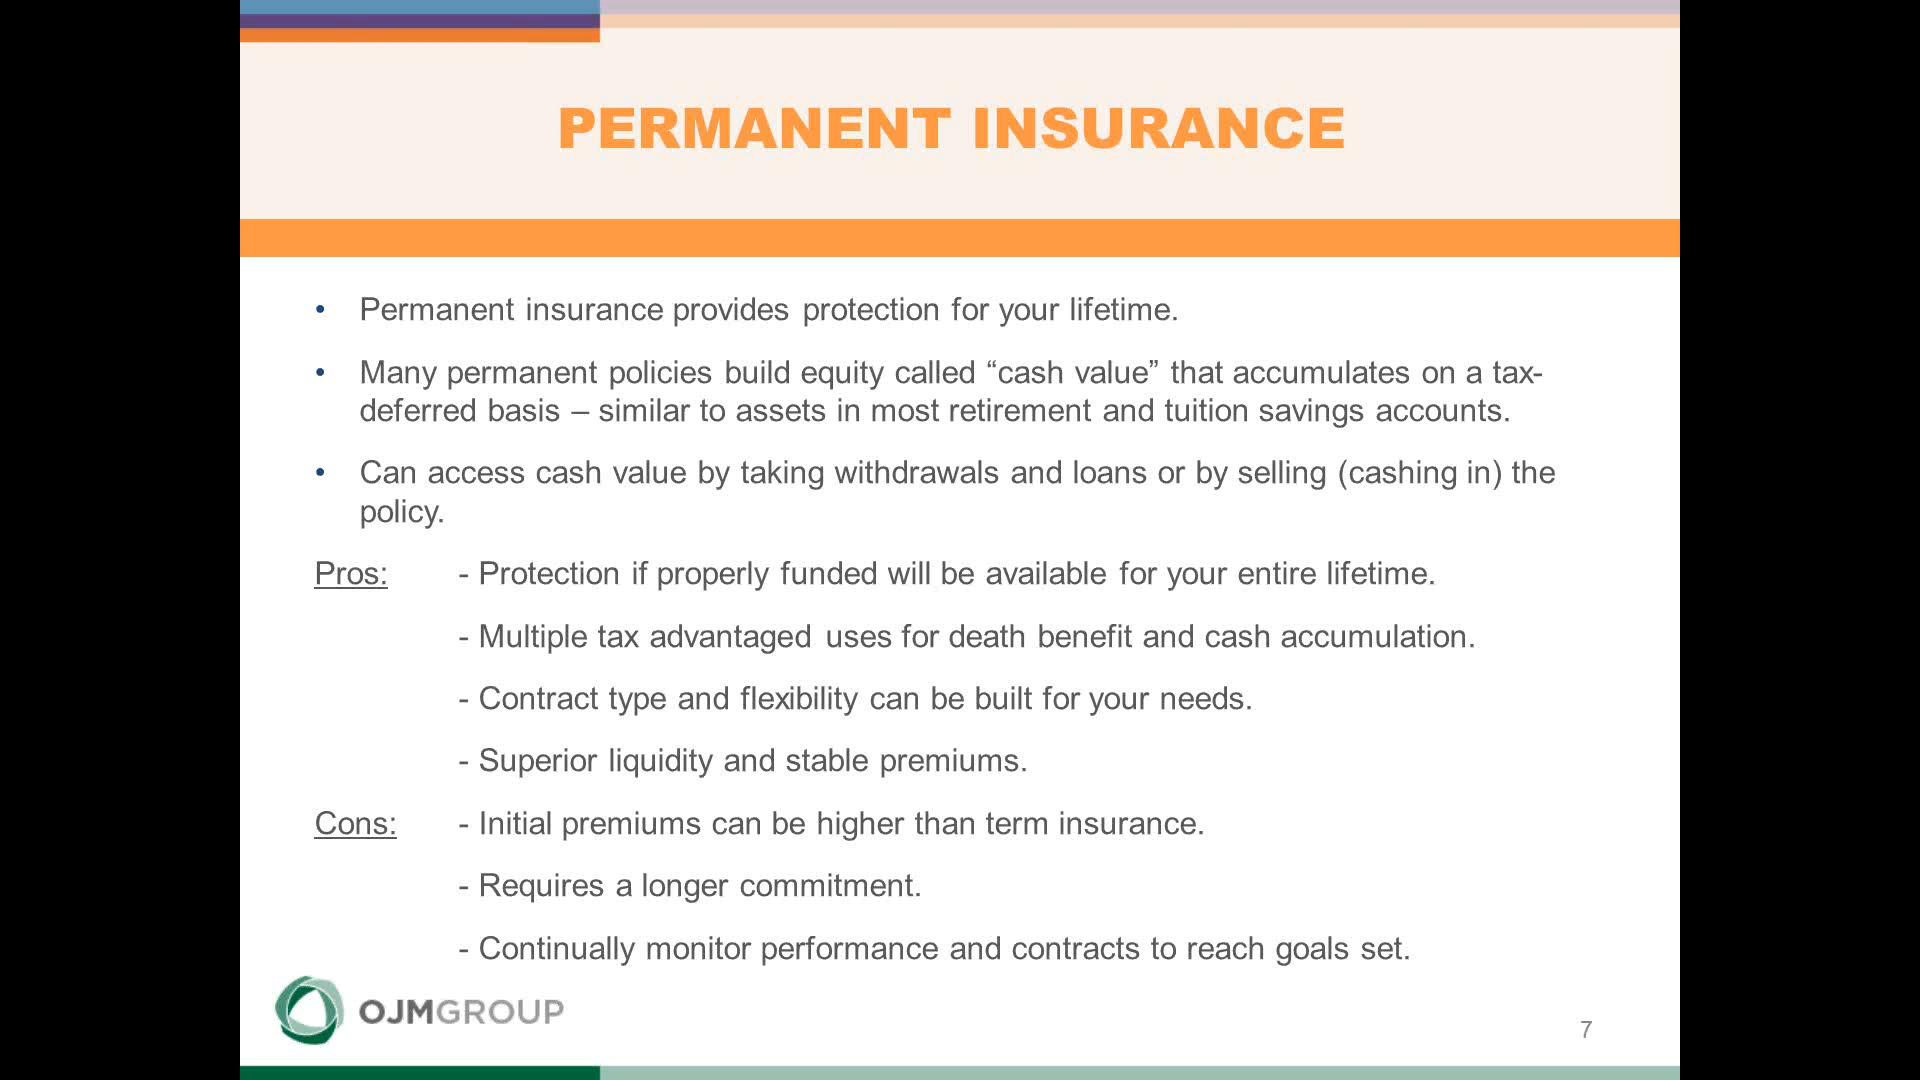 PERMANENT INSURANCE
• Permanent insurance provides protection for your lifetime.
• Many permanent policies build equity called “cash value” that accumulates on a tax-
deferred basis – similar to assets in most retirement and tuition savings accounts.
• Can access cash value by taking withdrawals and loans or by selling (cashing in) the
policy.
Pros: - Protection if properly funded will be available for your entire lifetime.
- Multiple tax advantaged uses for death benefit and cash accumulation.
- Contract type and flexibility can be built for your needs.
- Superior liquidity and stable premiums.
Cons: - Initial premiums can be higher than term insurance.
- Requires a longer commitment.
- Continually monitor performance and contracts to reach goals set.
OJMGROUP
7